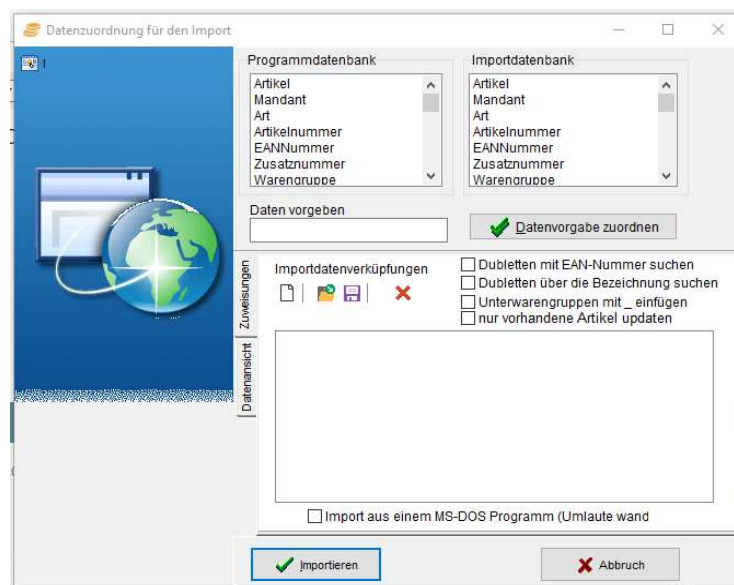 Datenzuordnung für den Import
Programmdatenbank
Artikel
Mandant
Art
Artikelnummer
EANNummer
Zusatznummer
Warengruppe
Importdatenbank
Artikel
Mandant
Art
Artikelnummer
EANNummer
Zusatznummer
Warengruppe
Daten vorgeben
Datenvorgabe zuordnen
Zuweisungen
Datenansicht
Importdatenverküpfungen
Dubletten mit EAN-Nummer suchen
Dubletten über die Bezeichnung suchen
Unterwarengruppen mit _ einfügen
nur vorhandene Artikel updaten
Import aus einem MS-DOS Programm (Umlaute wand
Importieren
Abbruch